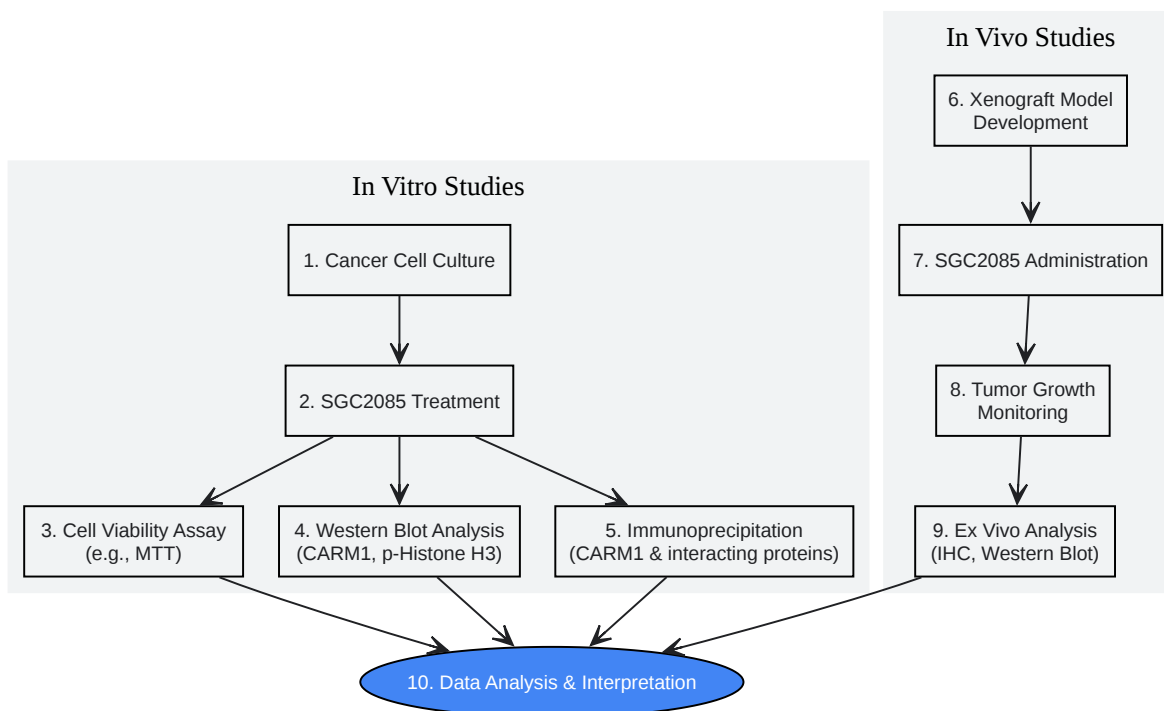 In Vitro Studies
1. Cancer Cell Culture
2. SGC2085 Treatment
3. Cell Viability Assay
(e.g., MTT)
4. Western Blot Analysis
(CARM1, p-Histone H3)
5. Immunoprecipitation
(CARM1 & interacting proteins)
In Vivo Studies
6. Xenograft Model
Development
7. SGC2085 Administration
8. Tumor Growth
Monitoring
9. Ex Vivo Analysis
(IHC, Western Blot)
10. Data Analysis & Interpretation